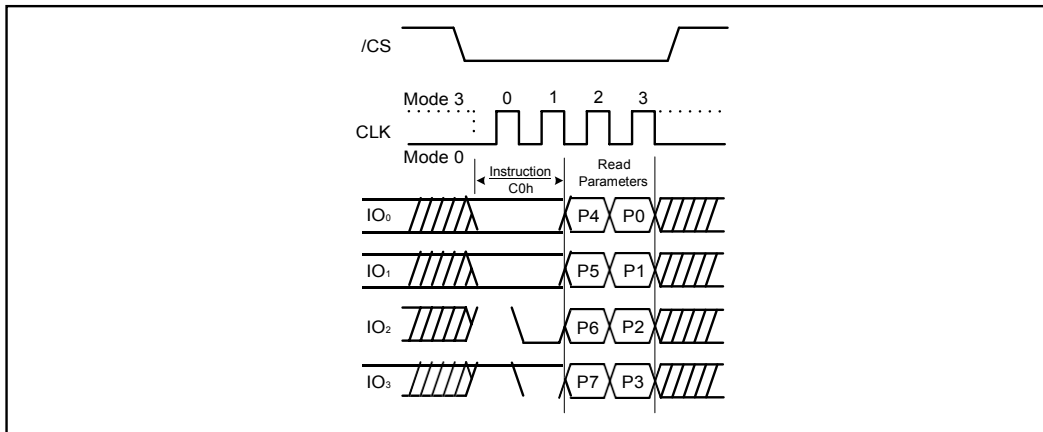 /CS
Mode 3 0 1 2 3
CLK
Mode 0
Instruction
C0h
Read
Parameters
IO₀ P4 P0
IO₁ P5 P1
IO₂ P6 P2
IO₃ P7 P3